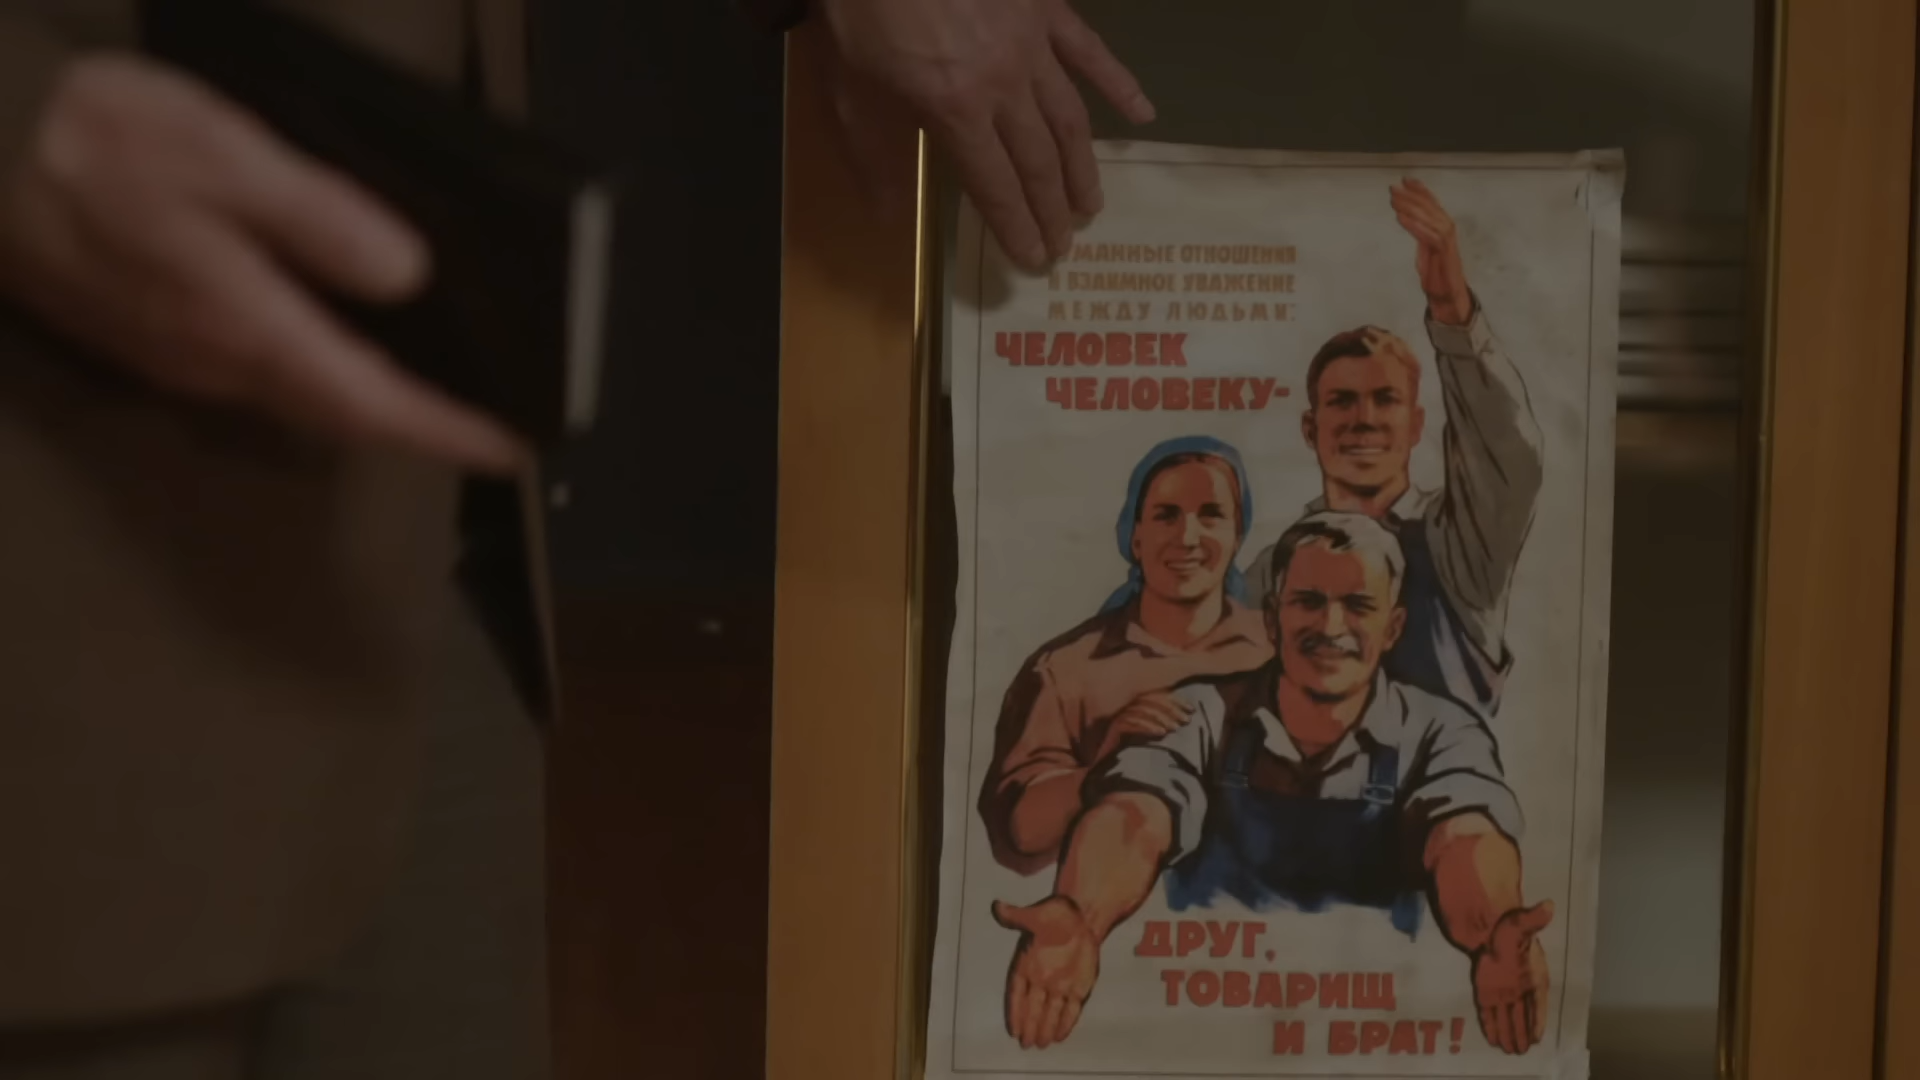 ОТНОШЕНИЯ
И ВЗАИМНОЕ УВАЖЕНИЕ
МЕЖДУ ЛЮДЬМИ:
ЧЕЛОВЕК
ЧЕЛОВЕКУ-
ДРУГ,
ТОВАРИЩ
И БРАТ!